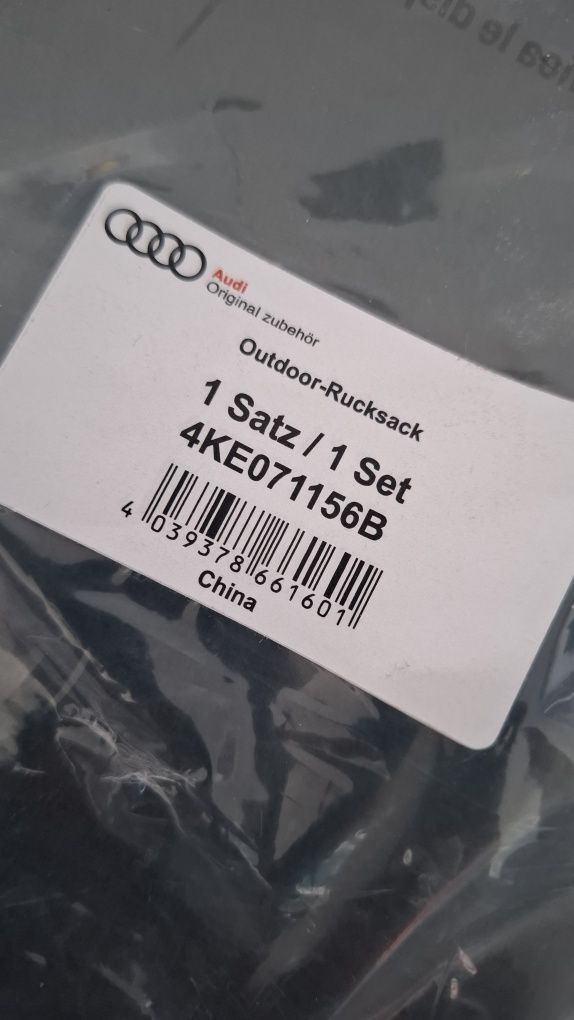 Audi
Original zubehör
Outdoor-Rucksack
1 Satz / 1 Set
4KE071156B
4 039378 661601
China